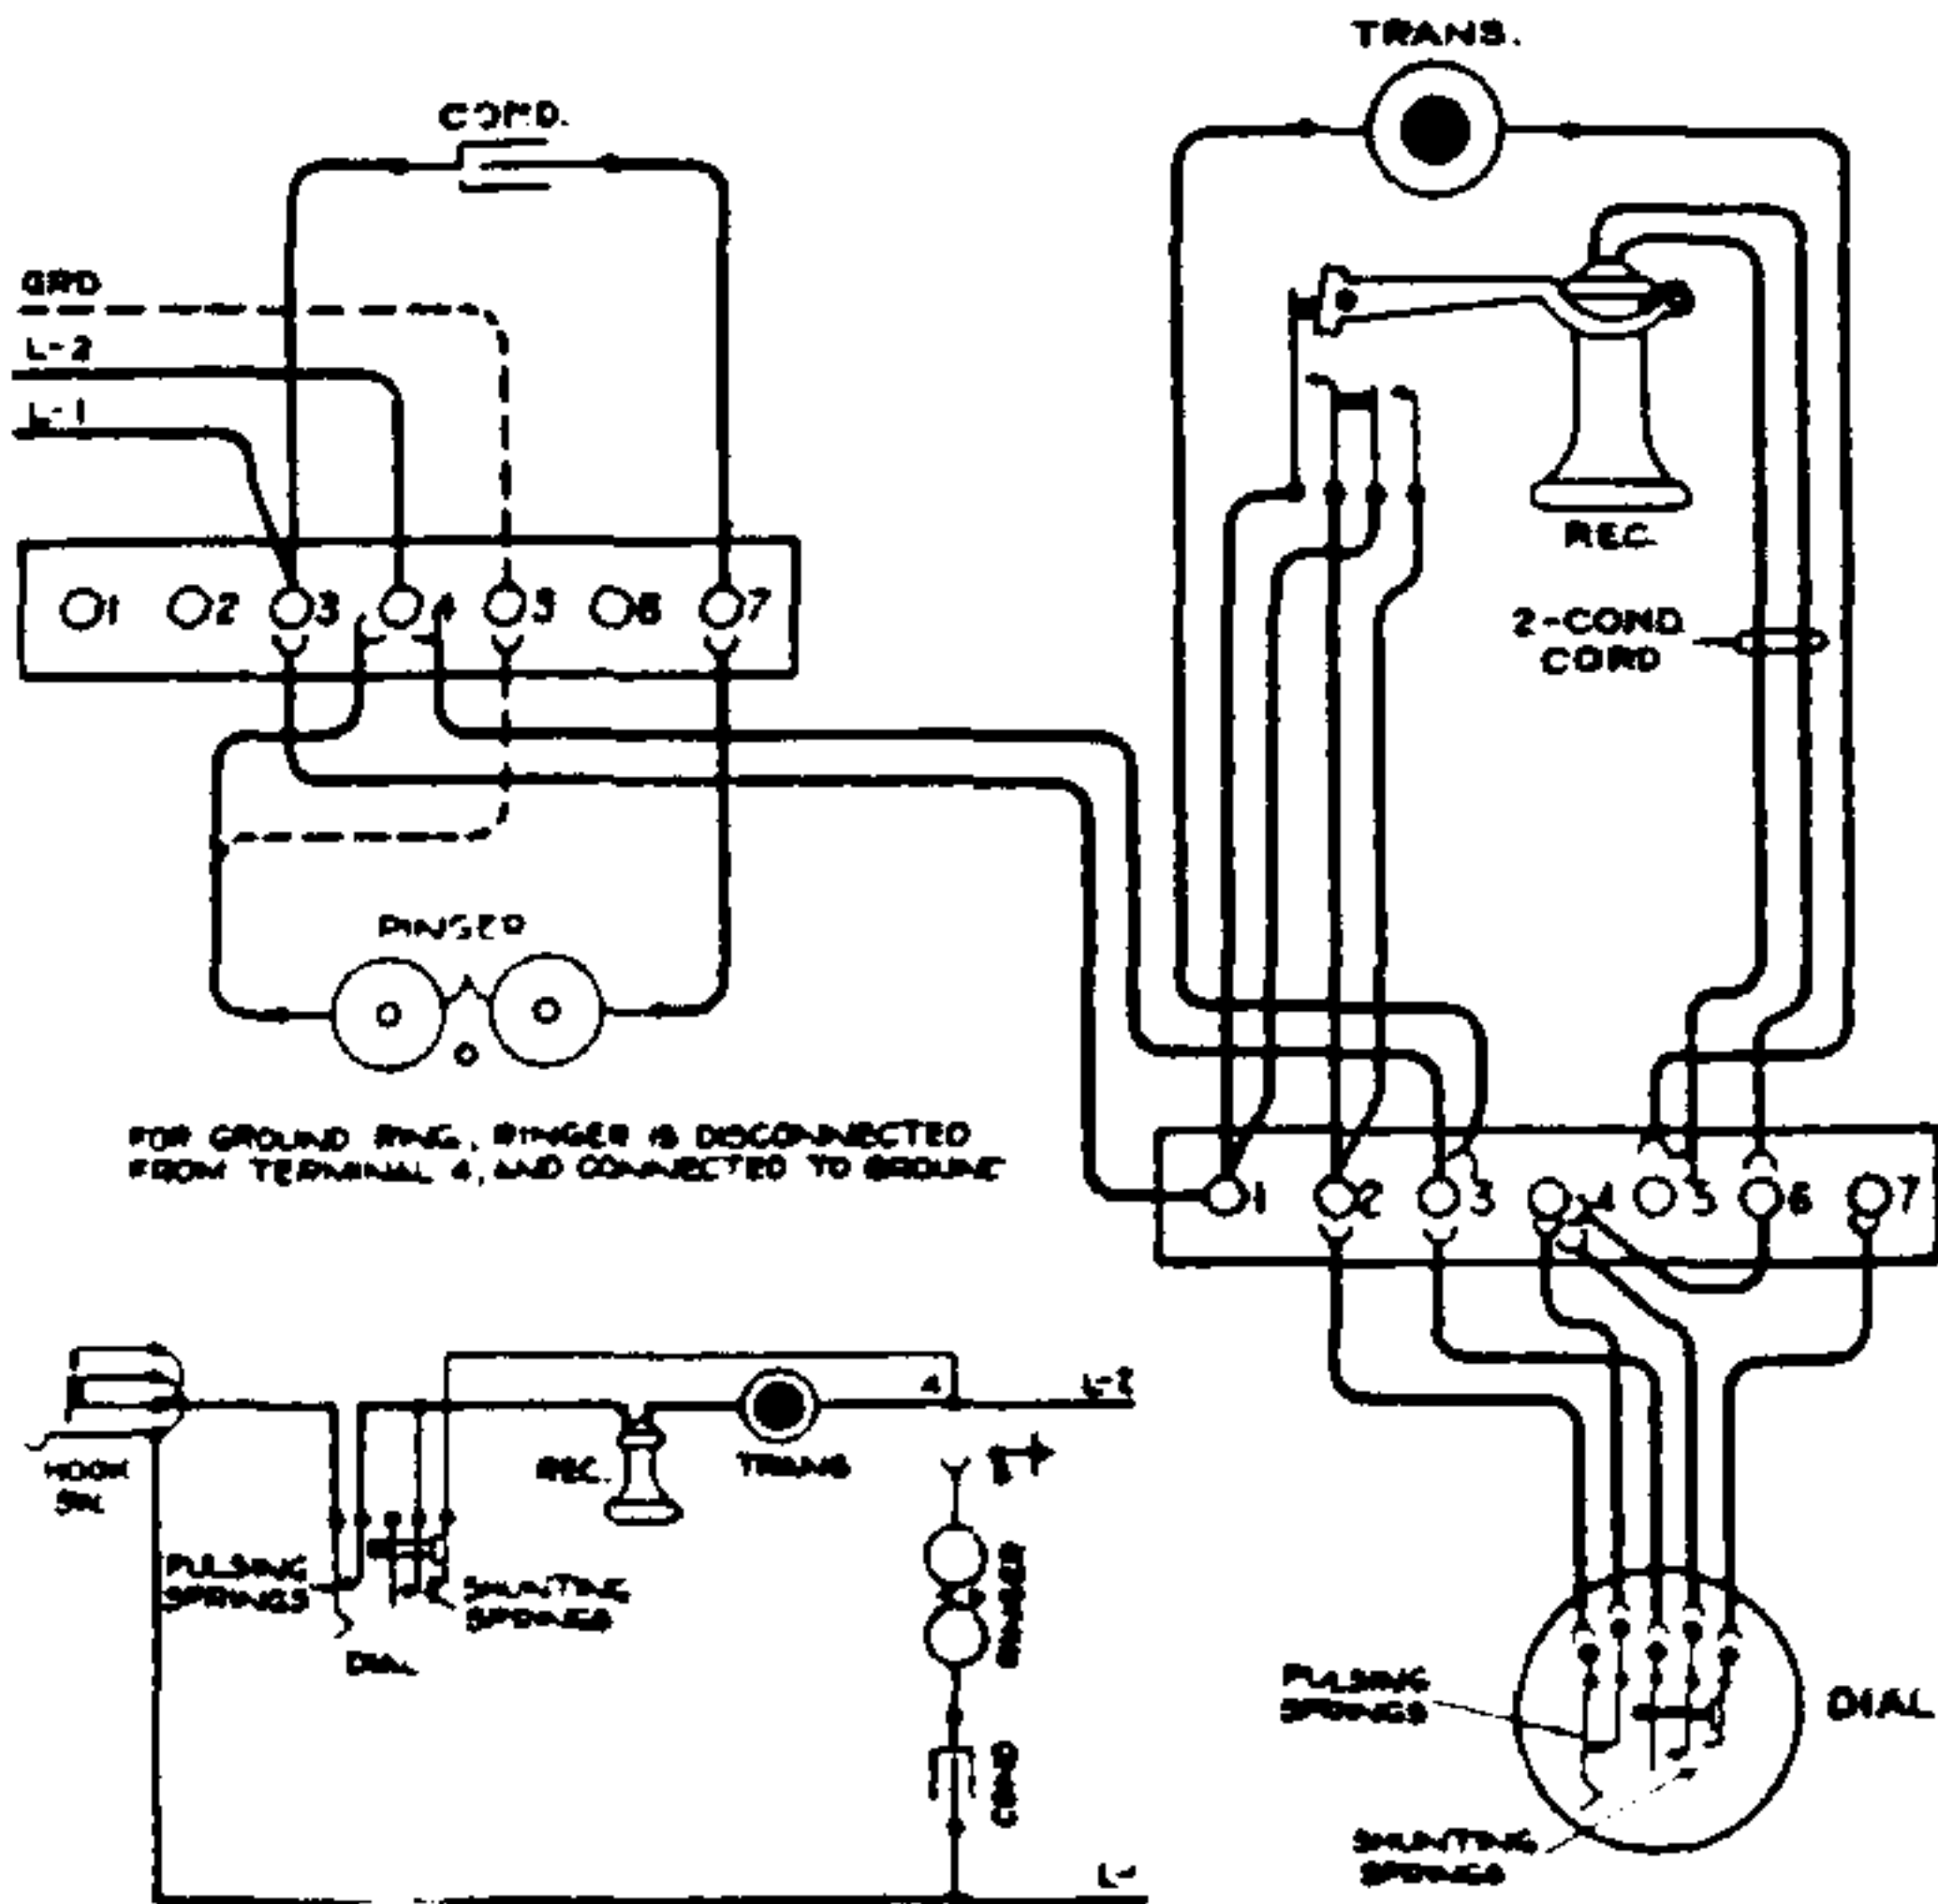 TRANS.
COND.
GRD
L-2
L-1
1 2 3 4 5 6 7
REC.
2-COND
CORD
RINGER
FOR GROUND RING, RINGER IS DISCONNECTED
FROM TERMINAL 4, AND CONNECTED TO GROUND
1 2 3 4 5 6 7
4
L-2
HOOK
SW.
REC.
TRANS
PULSING
SPRINGS
SHUNTING
SPRINGS
DIAL
RINGER
COND
L-1
PULSING
SPRINGS
DIAL
SHUNTING
SPRINGS